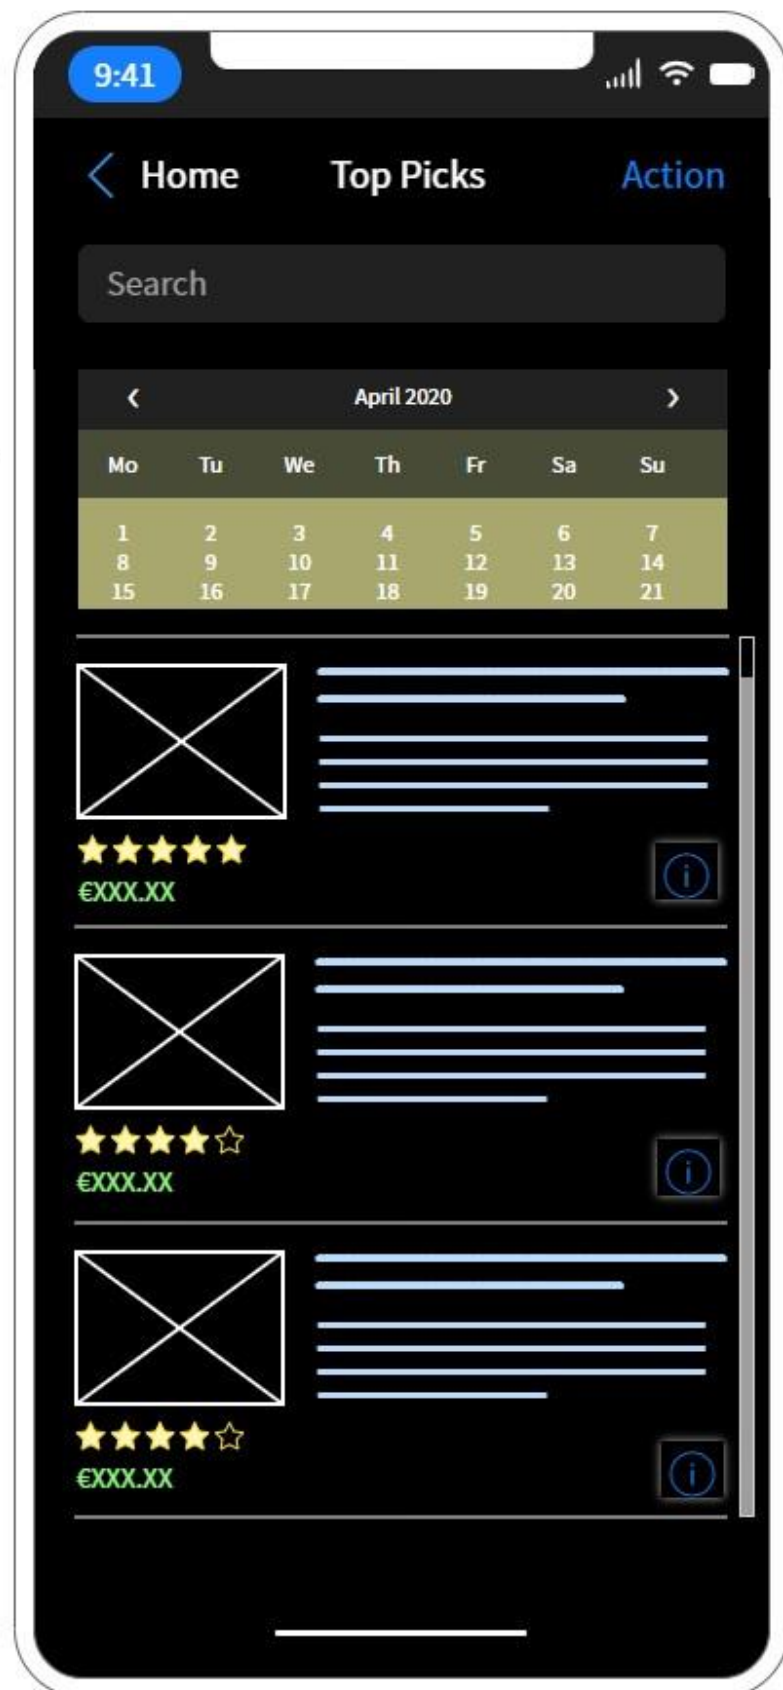 9:41
Home Top Picks Action
Search
‹ April 2020 ›
Mo Tu We Th Fr Sa Su
1 2 3 4 5 6 7
8 9 10 11 12 13 14
15 16 17 18 19 20 21
€XXX.XX
i
€XXX.XX
i
€XXX.XX
i